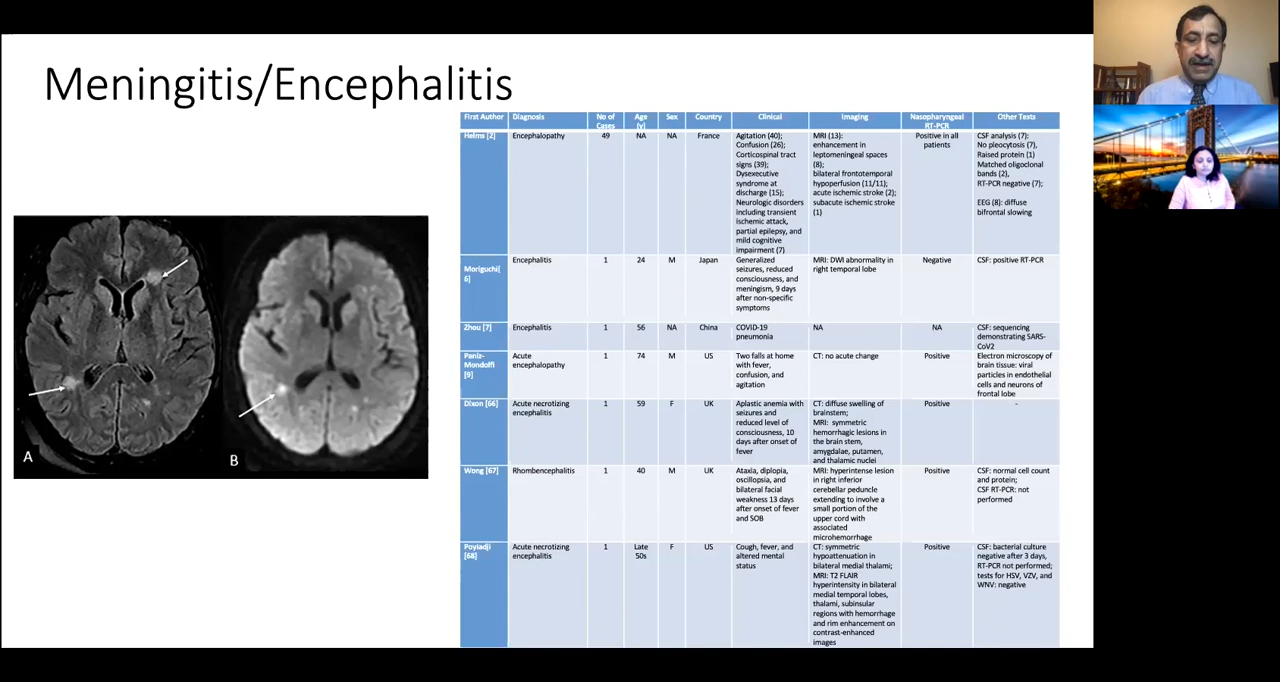 Meningitis/Encephalitis
First Author Diagnosis No of Cases Age (y) Sex Country Clinical Imaging Nasopharyngeal RT-PCR Other Tests
Helms [2] Encephalopathy 49 NA NA France
Agitation (40);
Confusion (26);
Corticospinal tract
signs (39);
Dysexecutive
syndrome at
discharge (15);
Neurologic disorders
including transient
ischemic attack,
partial epilepsy, and
mild cognitive
impairment (7)
MRI (13):
enhancement in
leptomeningeal spaces
(8);
bilateral frontotemporal
hypoperfusion (11/11);
acute ischemic stroke (2);
subacute ischemic stroke
(1)
Positive in all
patients
CSF analysis (7);
No pleocytosis (7),
Raised protein (1)
Matched oligoclonal
bands (2),
RT-PCR negative (7);
EEG (8): diffuse
bifrontal slowing
Moriguchi[
6]
Encephalitis 1 24 M Japan
Generalized
seizures, reduced
consciousness, and
meningism, 9 days
after non-specific
symptoms
MRI: DWI abnormality in
right temporal lobe
Negative
CSF: positive RT-PCR
Zhou [7] Encephalitis 1 56 NA China
COVID-19
pneumonia
NA
NA
CSF: sequencing
demonstrating SARS-
CoV2
Paniz-
Mondolfi
[9]
Acute
encephalopathy
1 74 M US
Two falls at home
with fever,
confusion, and
agitation
CT: no acute change
Positive
Electron microscopy of
brain tissue: viral
particles in endothelial
cells and neurons of
frontal lobe
Dixon [66]
Acute necrotizing
encephalitis
1 59 F UK
Aplastic anemia with
seizures and
reduced level of
consciousness, 10
days after onset of
fever
CT: diffuse swelling of
brainstem;
MRI: symmetric
hemorrhagic lesions in
the brain stem,
amygdalae, putamen,
and thalamic nuclei
Positive
-
Wong [67] Rhombencephalitis 1 40 M UK
Ataxia, diplopia,
oscillopsia, and
bilateral facial
weakness 13 days
after onset of fever
and SOB
MRI: hyperintense lesion
in right inferior
cerebellar peduncle
extending to involve a
small portion of the
upper cord with
associated
microhemorrhage
Positive
CSF: normal cell count
and protein;
CSF RT-PCR: not
performed
Poyiadji
[68]
Acute necrotizing
encephalitis
1
Late
50s
F US
Cough, fever, and
altered mental
status
CT: symmetric
hypoattenuation in
bilateral medial thalami;
MRI: T2 FLAIR
hyperintensity in bilateral
medial temporal lobes,
thalami, subinsular
regions with hemorrhage
and rim enhancement on
contrast-enhanced
images
Positive
CSF: bacterial culture
negative after 3 days,
RT-PCR not performed;
tests for HSV, VZV, and
WNV: negative
A
B